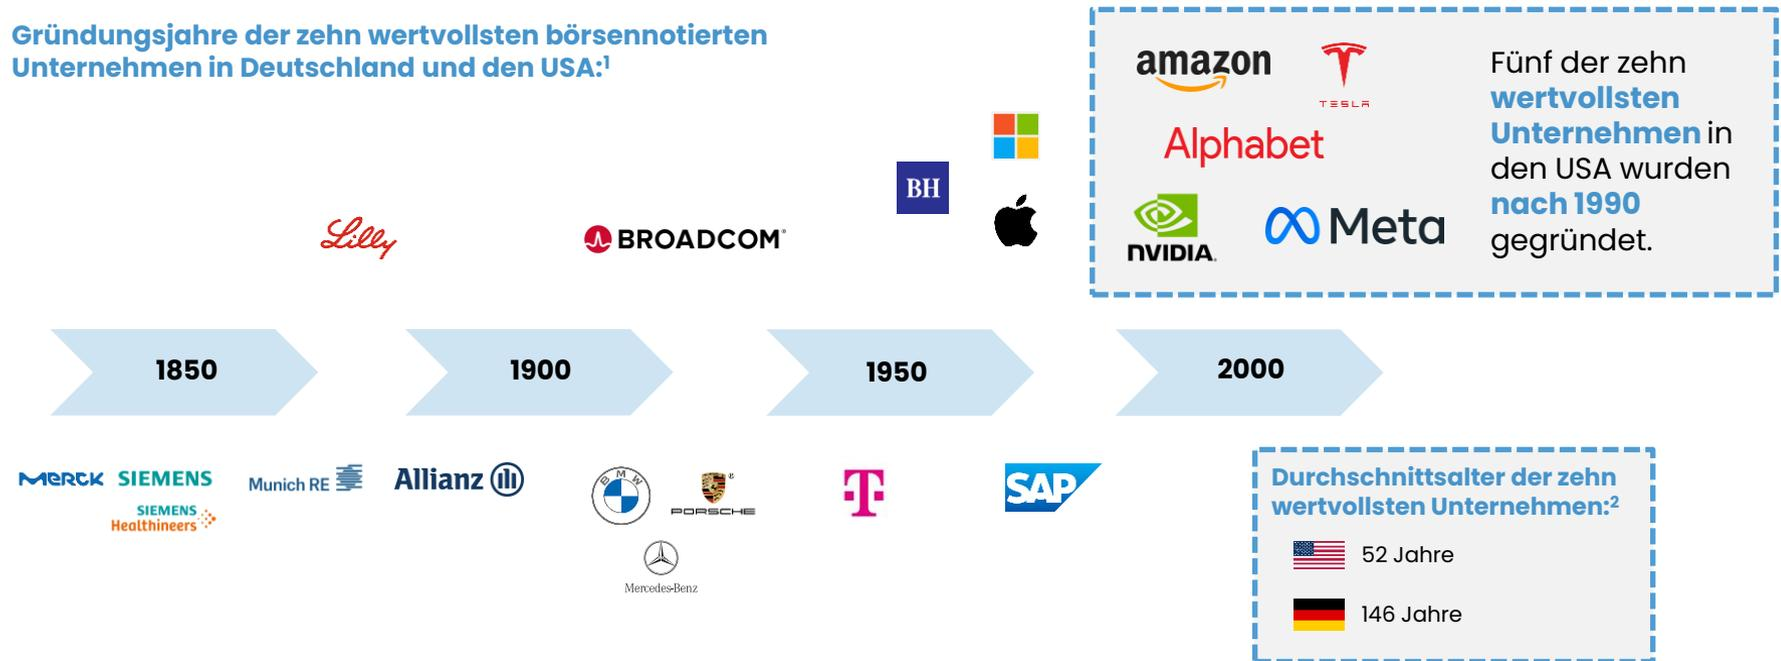 Gründungsjahre der zehn wertvollsten börsennotierten
Unternehmen in Deutschland und den USA:¹
amazon
TESLA
Alphabet
NVIDIA.
Meta
Fünf der zehn
wertvollsten
Unternehmen in
den USA wurden
nach 1990
gegründet.
BH
Lilly
BROADCOM®
1850
1900
1950
2000
MERCK
SIEMENS
SIEMENS
Healthineers
Munich RE
Allianz
BMW
PORSCHE®
Mercedes-Benz
T
SAP
Durchschnittsalter der zehn
wertvollsten Unternehmen:²
52 Jahre
146 Jahre